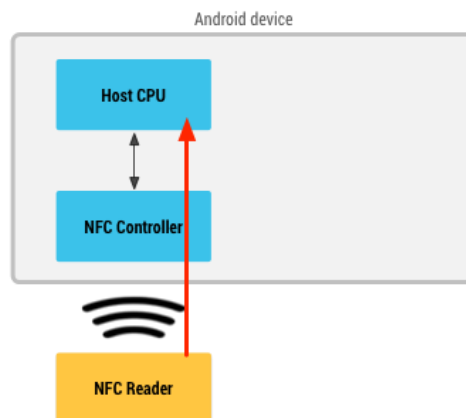 Android device
Host CPU
NFC Controller
NFC Reader